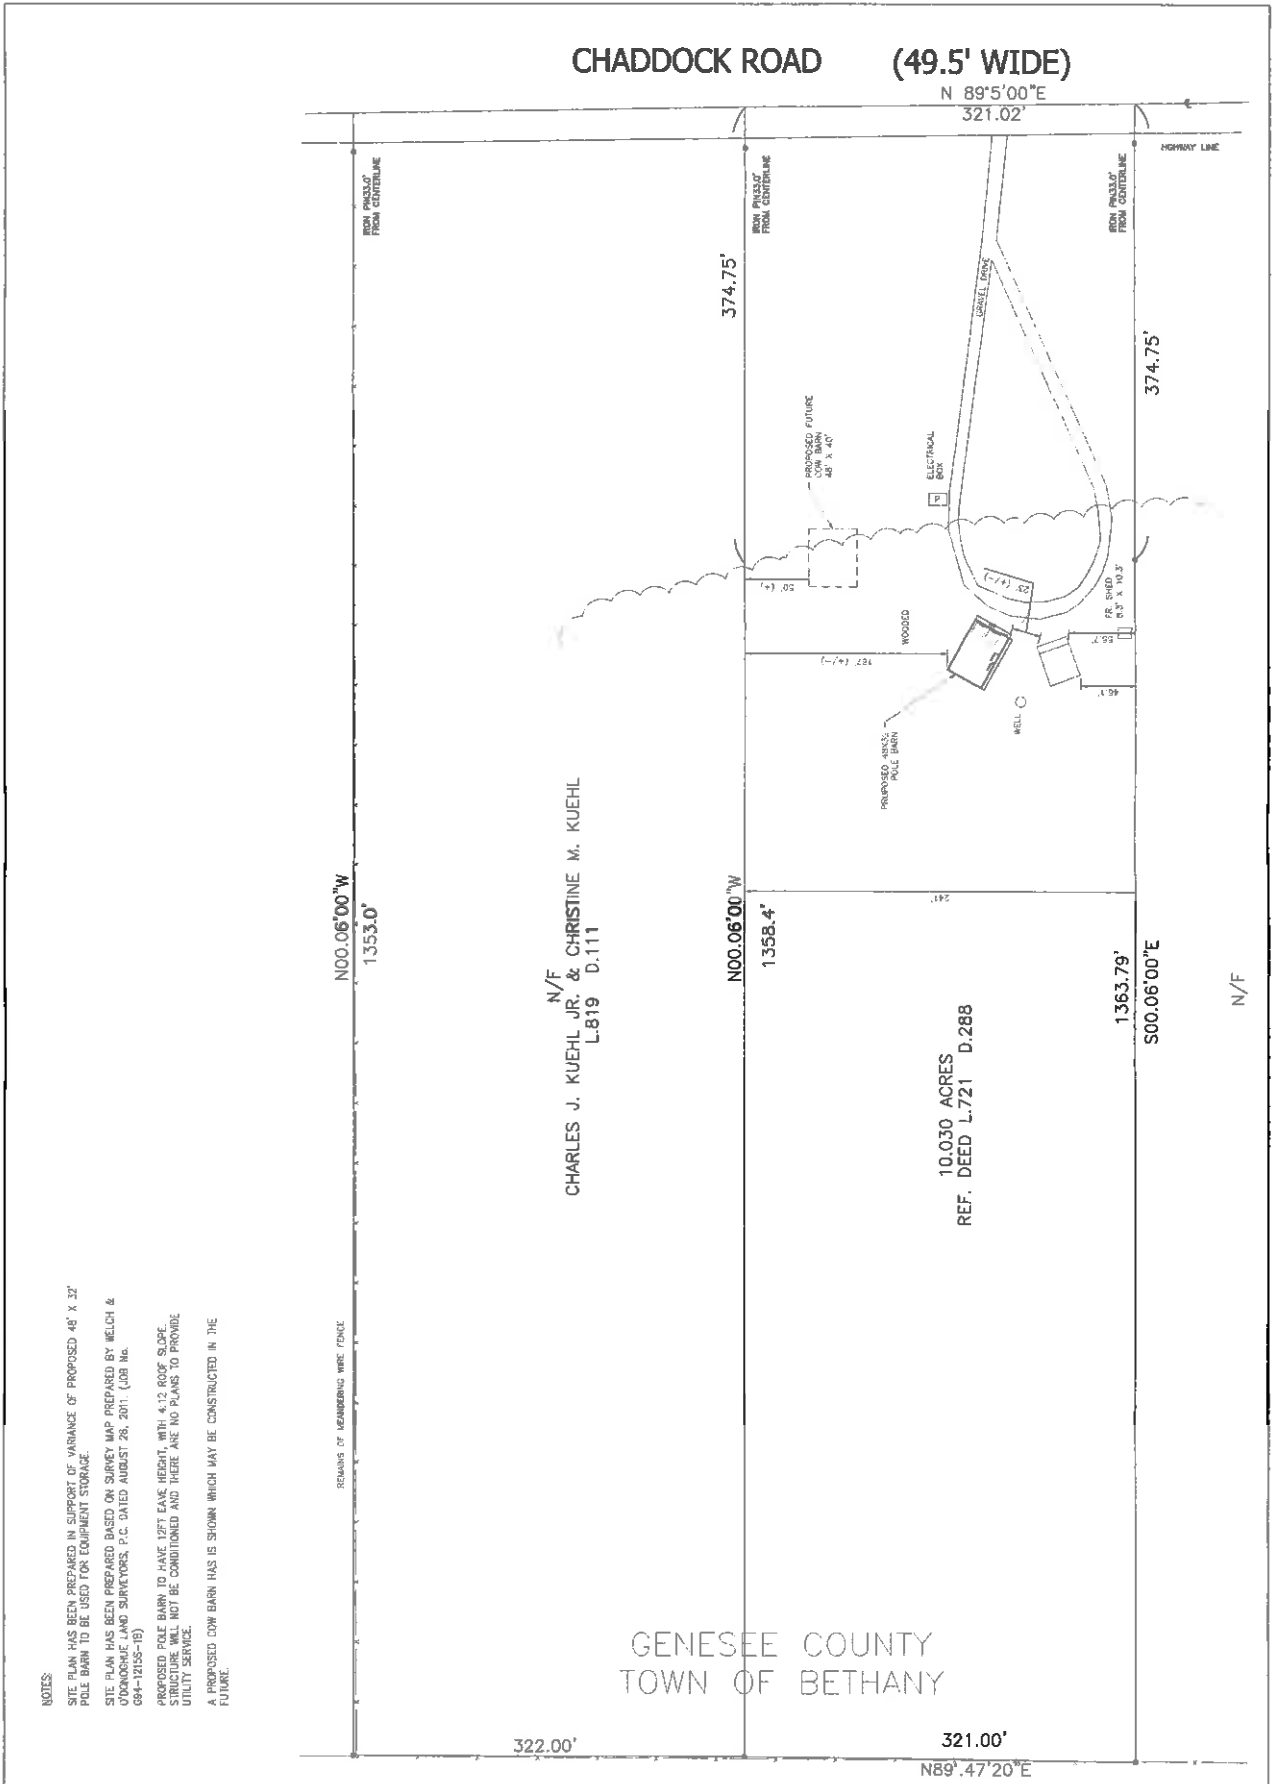 CHADDOCK ROAD (49.5' WIDE)
N 89°5'00"E
321.02'
HIGHWAY LINE
IRON PIN33.0'
FROM CENTERLINE
IRON PIN33.0'
FROM CENTERLINE
IRON PIN33.0'
FROM CENTERLINE
374.75'
374.75'
GRAVEL DRIVE
PROPOSED FUTURE
COW BARN
48' X 40'
ELECTRICAL
BOX
P
50' (+)
WOODED
187' (+/-)
23' (+/-)
FR. SHED
8.3' X 10.3'
46.1'
WELL
PROPOSED 48X32
POLE BARN
241'
N00.06'00"W
1353.0'
N/F
CHARLES J. KUEHL JR. & CHRISTINE M. KUEHL
L.819 D.111
N00.06'00"W
1358.4'
1363.79'
S00.06'00"E
N/F
10.030 ACRES
REF. DEED L.721 D.288
REMAINS OF MEANDERING WIRE FENCE
NOTES:
SITE PLAN HAS BEEN PREPARED IN SUPPORT OF VARIANCE OF PROPOSED 48' X 32'
POLE BARN TO BE USED FOR EQUIPMENT STORAGE.
SITE PLAN HAS BEEN PREPARED BASED ON SURVEY MAP PREPARED BY WELCH &
O'DONOGHUE LAND SURVEYORS, P.C. DATED AUGUST 26, 2011. (JOB No.
G94-12155-1B)
PROPOSED POLE BARN TO HAVE 12FT EAVE HEIGHT, WITH 4:12 ROOF SLOPE.
STRUCTURE WILL NOT BE CONDITIONED AND THERE ARE NO PLANS TO PROVIDE
UTILITY SERVICE.
A PROPOSED COW BARN HAS IS SHOWN WHICH MAY BE CONSTRUCTED IN THE
FUTURE.
GENESEE COUNTY
TOWN OF BETHANY
322.00'
321.00'
N89°.47'20"E